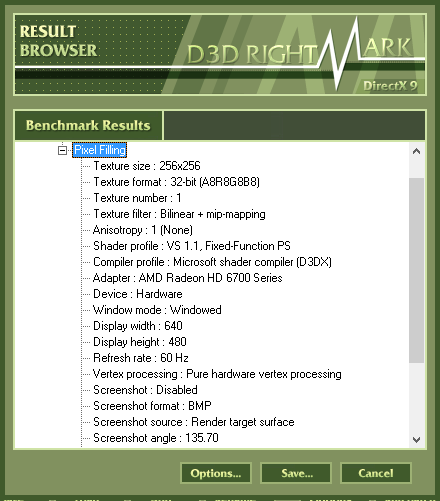 RESULT
BROWSER
D3D RIGHTMARK
DirectX 9
Benchmark Results
Pixel Filling
Texture size : 256x256
Texture format : 32-bit (A8R8G8B8)
Texture number : 1
Texture filter : Bilinear + mip-mapping
Anisotropy : 1 (None)
Shader profile : VS 1.1, Fixed-Function PS
Compiler profile : Microsoft shader compiler (D3DX)
Adapter : AMD Radeon HD 6700 Series
Device : Hardware
Window mode : Windowed
Display width : 640
Display height : 480
Refresh rate : 60 Hz
Vertex processing : Pure hardware vertex processing
Screenshot : Disabled
Screenshot format : BMP
Screenshot source : Render target surface
Screenshot angle : 135.70
Options... Save... Cancel